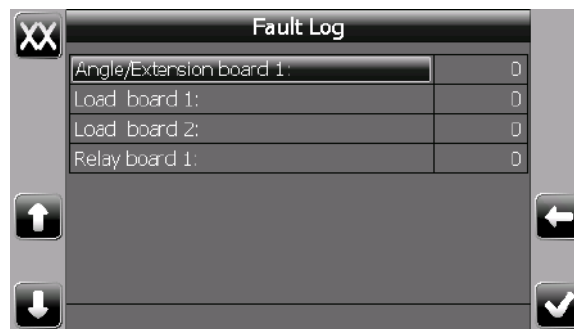 XX
Fault Log
Angle/Extension board 1: 0
Load board 1: 0
Load board 2: 0
Relay board 1: 0